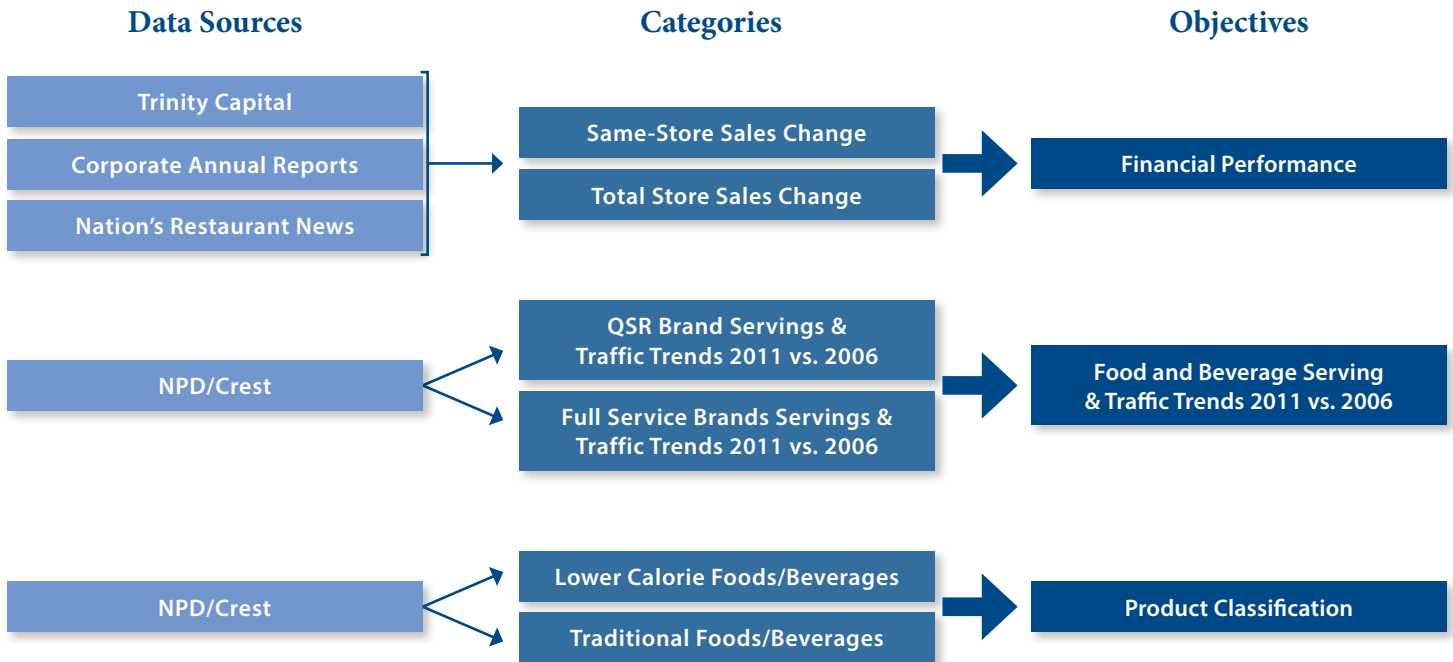 Data Sources
Categories
Objectives
Trinity Capital
Corporate Annual Reports
Nation’s Restaurant News
Same-Store Sales Change
Total Store Sales Change
Financial Performance
NPD/Crest
QSR Brand Servings &
Traffic Trends 2011 vs. 2006
Full Service Brands Servings &
Traffic Trends 2011 vs. 2006
Food and Beverage Serving
& Traffic Trends 2011 vs. 2006
NPD/Crest
Lower Calorie Foods/Beverages
Traditional Foods/Beverages
Product Classification